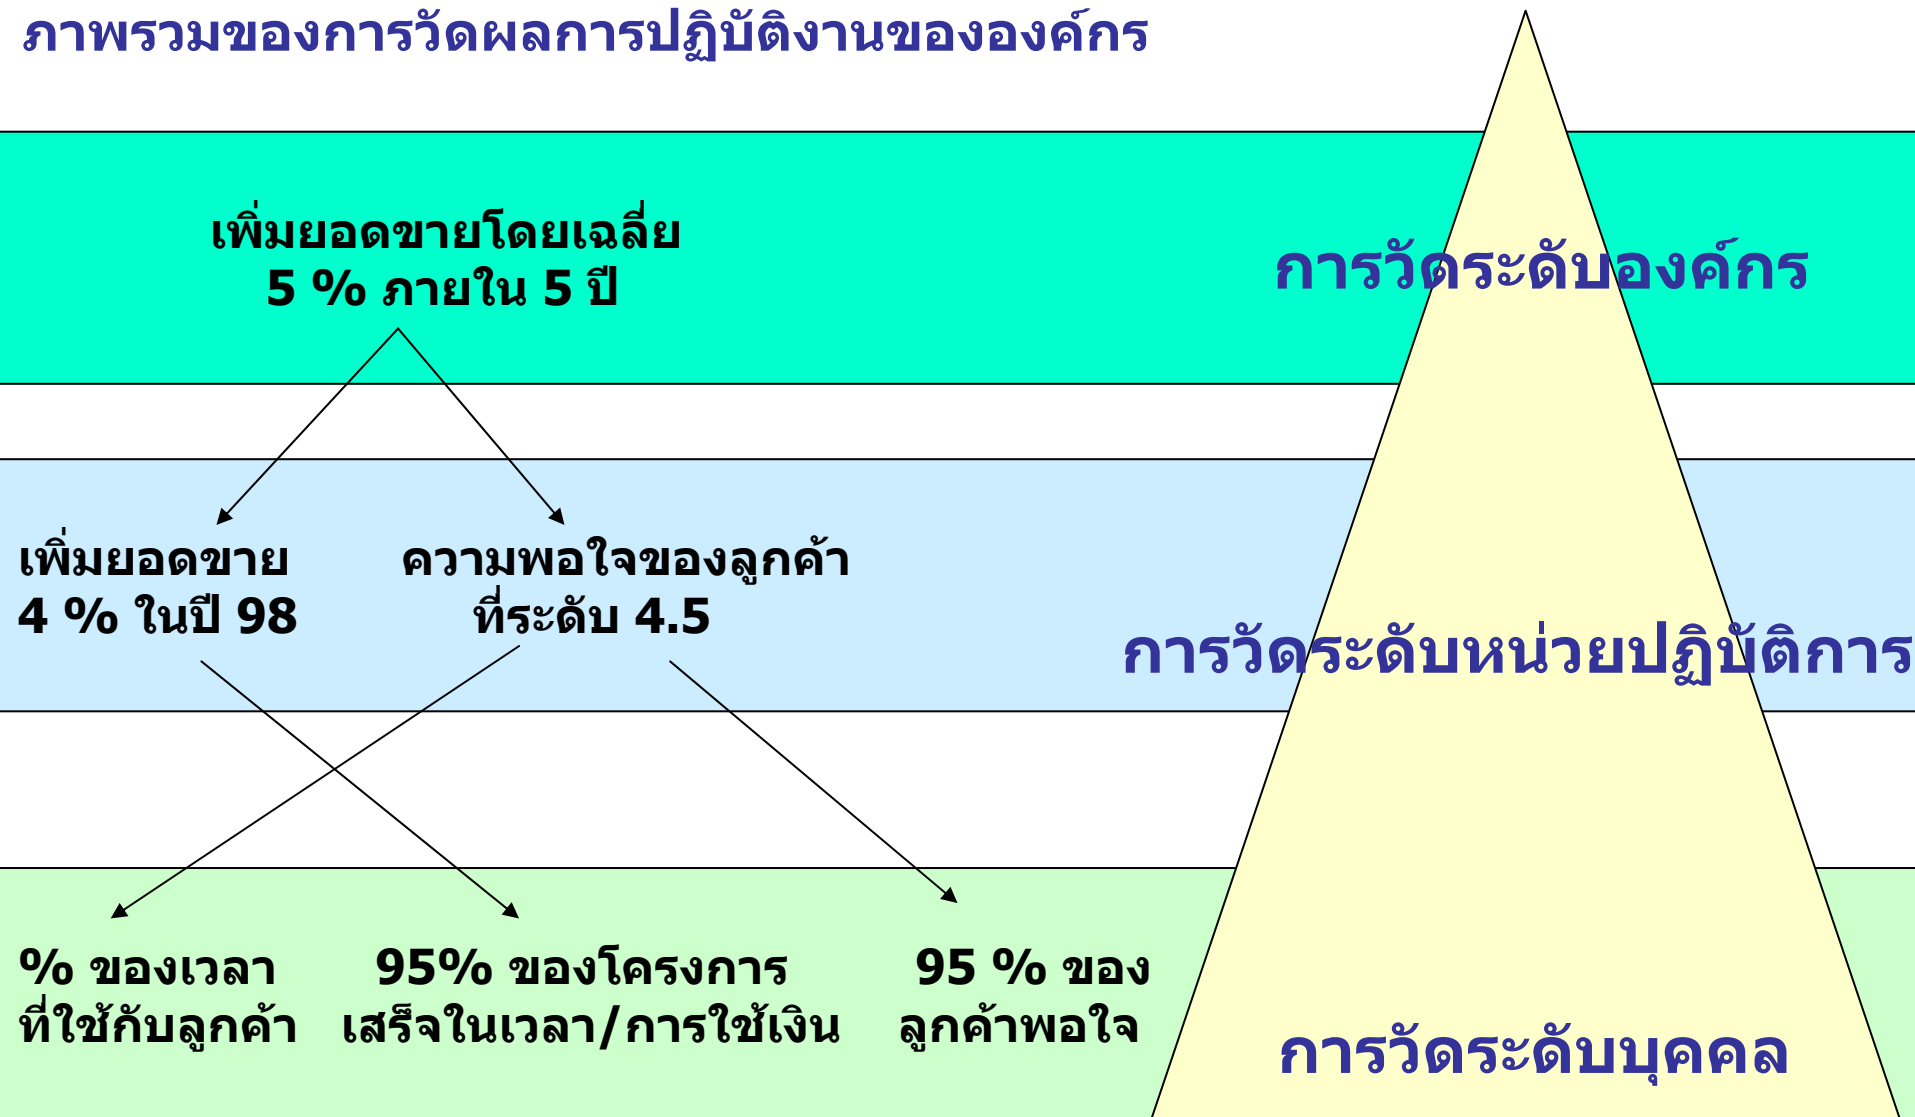 ภาพรวมของการวัดผลการปฏิบัติงานขององค์กร
เพิ่มยอดขายโดยเฉลี่ย
5 % ภายใน 5 ปี
การวัดระดับองค์กร
เพิ่มยอดขาย
4 % ในปี 98
ความพอใจของลูกค้า
ที่ระดับ 4.5
การวัดระดับหน่วยปฏิบัติการ
% ของเวลา
ที่ใช้กับลูกค้า
95% ของโครงการ
เสร็จในเวลา/การใช้เงิน
95 % ของ
ลูกค้าพอใจ
การวัดระดับบุคคล